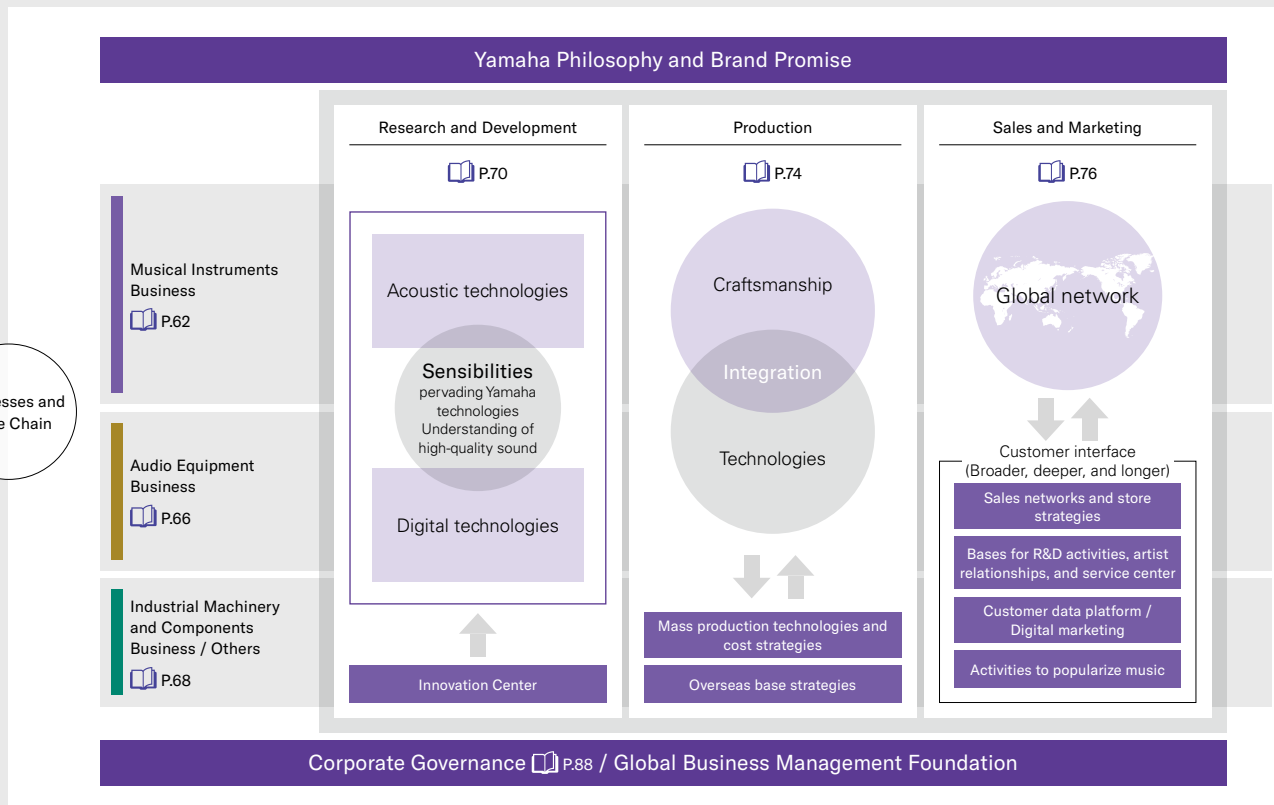 Yamaha Philosophy and Brand Promise
Research and Development
P.70
Production
P.74
Sales and Marketing
P.76
Musical Instruments
Business
P.62
Audio Equipment
Business
P.66
Industrial Machinery
and Components
Business / Others
P.68
Acoustic technologies
Sensibilities
pervading Yamaha
technologies
Understanding of
high-quality sound
Digital technologies
Innovation Center
Craftsmanship
Integration
Technologies
Mass production technologies and
cost strategies
Overseas base strategies
Global network
Customer interface
(Broader, deeper, and longer)
Sales networks and store
strategies
Bases for R&D activities, artist
relationships, and service center
Customer data platform /
Digital marketing
Activities to popularize music
and
Chain
Corporate Governance P.88 / Global Business Management Foundation